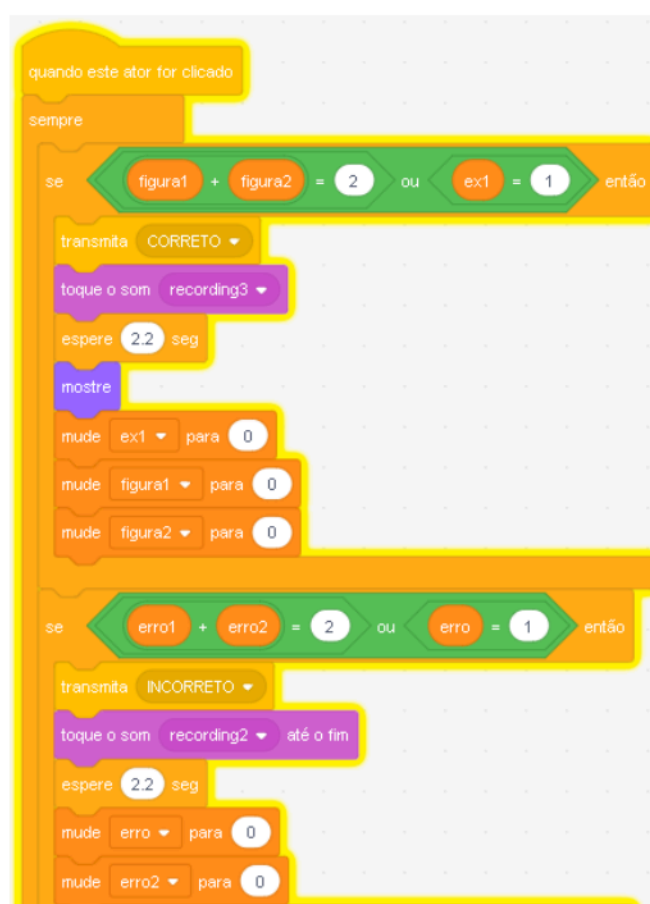 quando este ator for clicado
sempre
se figura1 + figura2 = 2 ou ex1 = 1 então
transmita CORRETO
toque o som recording3
espere 2.2 seg
mostre
mude ex1 para 0
mude figura1 para 0
mude figura2 para 0
se erro1 + erro2 = 2 ou erro = 1 então
transmita INCORRETO
toque o som recording2 até o fim
espere 2.2 seg
mude erro para 0
mude erro2 para 0